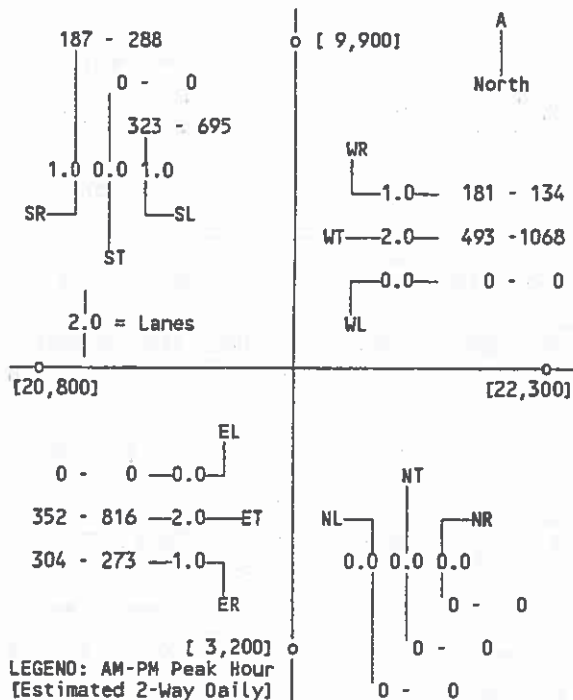 187 - 288
[ 9,900]
A
North
0 - 0
323 - 695
1.0 0.0 1.0
SR
SL
ST
WR
1.0 181 - 134
WT 2.0 493 -1068
0.0 0 - 0
WL
2.0 = Lanes
[20,800]
[22,300]
EL
0 - 0 0.0
352 - 816 2.0 ET
304 - 273 1.0
ER
NT
NL
NR
0.0 0.0 0.0
0 - 0
0 - 0
0 - 0
[ 3,200]
LEGEND: AM-PM Peak Hour
[Estimated 2-Way Daily]